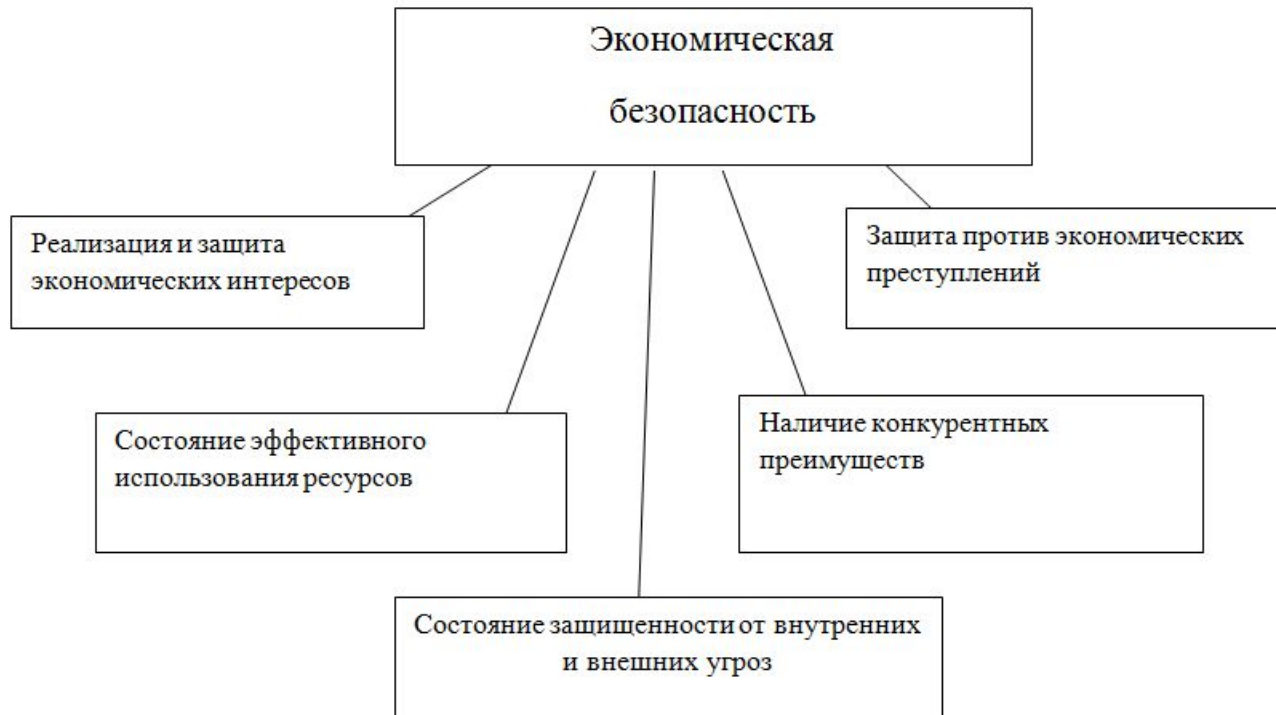 Экономическая
безопасность
Реализация и защита
экономических интересов
Защита против экономических
преступлений
Состояние эффективного
использования ресурсов
Наличие конкурентных
преимуществ
Состояние защищенности от внутренних
и внешних угроз